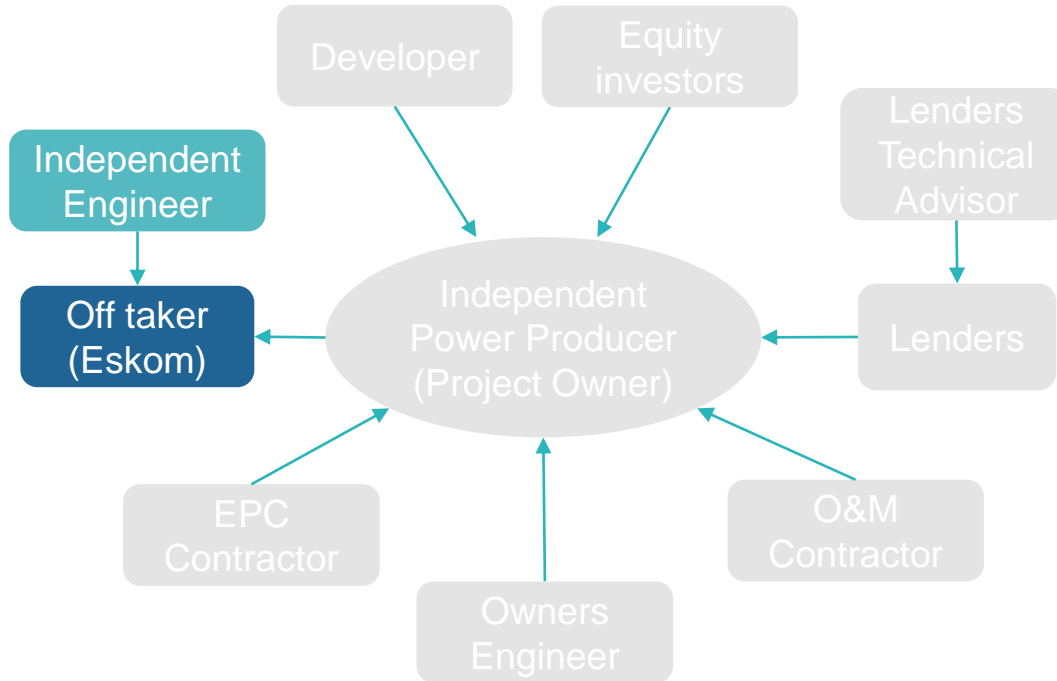 Developer
Equity
investors
Lenders
Technical
Advisor
Independent
Engineer
Off taker
(Eskom)
Independent
Power Producer
(Project Owner)
Lenders
EPC
Contractor
O&M
Contractor
Owners
Engineer